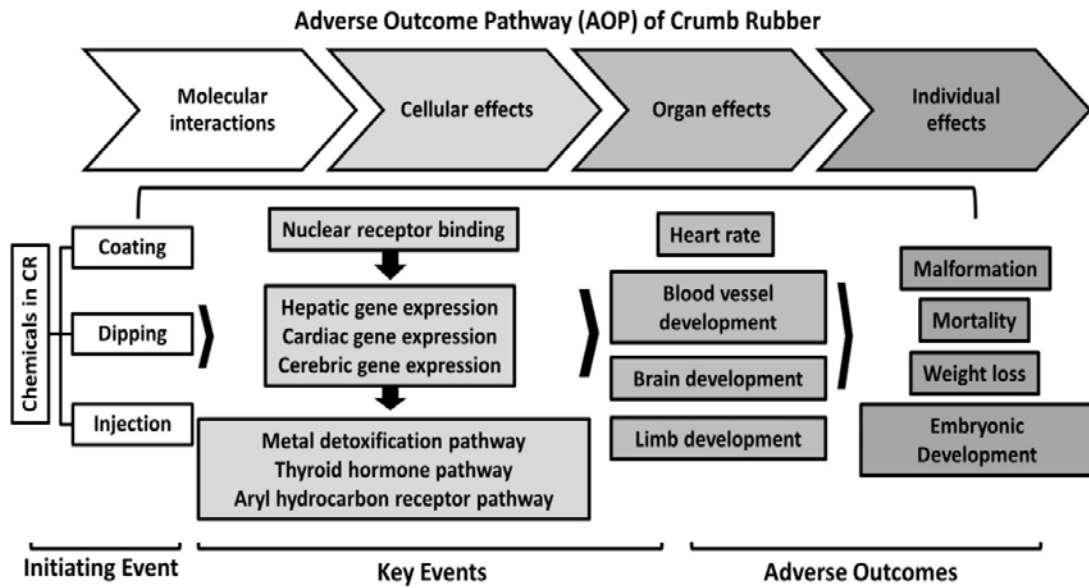 Adverse Outcome Pathway (AOP) of Crumb Rubber
Molecular
interactions
Cellular effects
Organ effects
Individual
effects
Chemicals in CR
Coating
Dipping
Injection
Nuclear receptor binding
Hepatic gene expression
Cardiac gene expression
Cerebric gene expression
Metal detoxification pathway
Thyroid hormone pathway
Aryl hydrocarbon receptor pathway
Heart rate
Blood vessel
development
Brain development
Limb development
Malformation
Mortality
Weight loss
Embryonic
Development
Initiating Event
Key Events
Adverse Outcomes